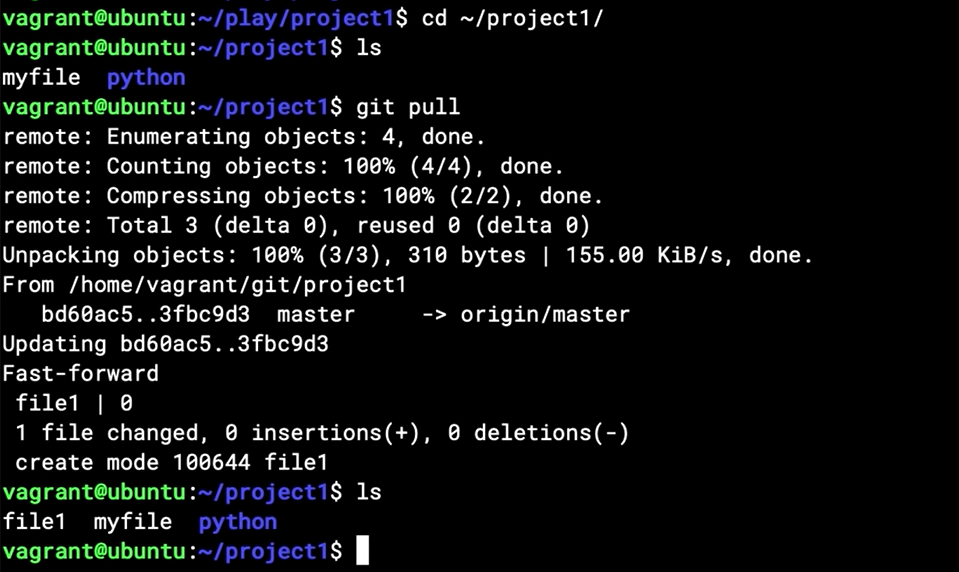 vagrant@ubuntu:~/play/project1$ cd ~/project1/
vagrant@ubuntu:~/project1$ ls
myfile  python
vagrant@ubuntu:~/project1$ git pull
remote: Enumerating objects: 4, done.
remote: Counting objects: 100% (4/4), done.
remote: Compressing objects: 100% (2/2), done.
remote: Total 3 (delta 0), reused 0 (delta 0)
Unpacking objects: 100% (3/3), 310 bytes | 155.00 KiB/s, done.
From /home/vagrant/git/project1
   bd60ac5..3fbc9d3  master     -> origin/master
Updating bd60ac5..3fbc9d3
Fast-forward
 file1 | 0
 1 file changed, 0 insertions(+), 0 deletions(-)
 create mode 100644 file1
vagrant@ubuntu:~/project1$ ls
file1  myfile  python
vagrant@ubuntu:~/project1$